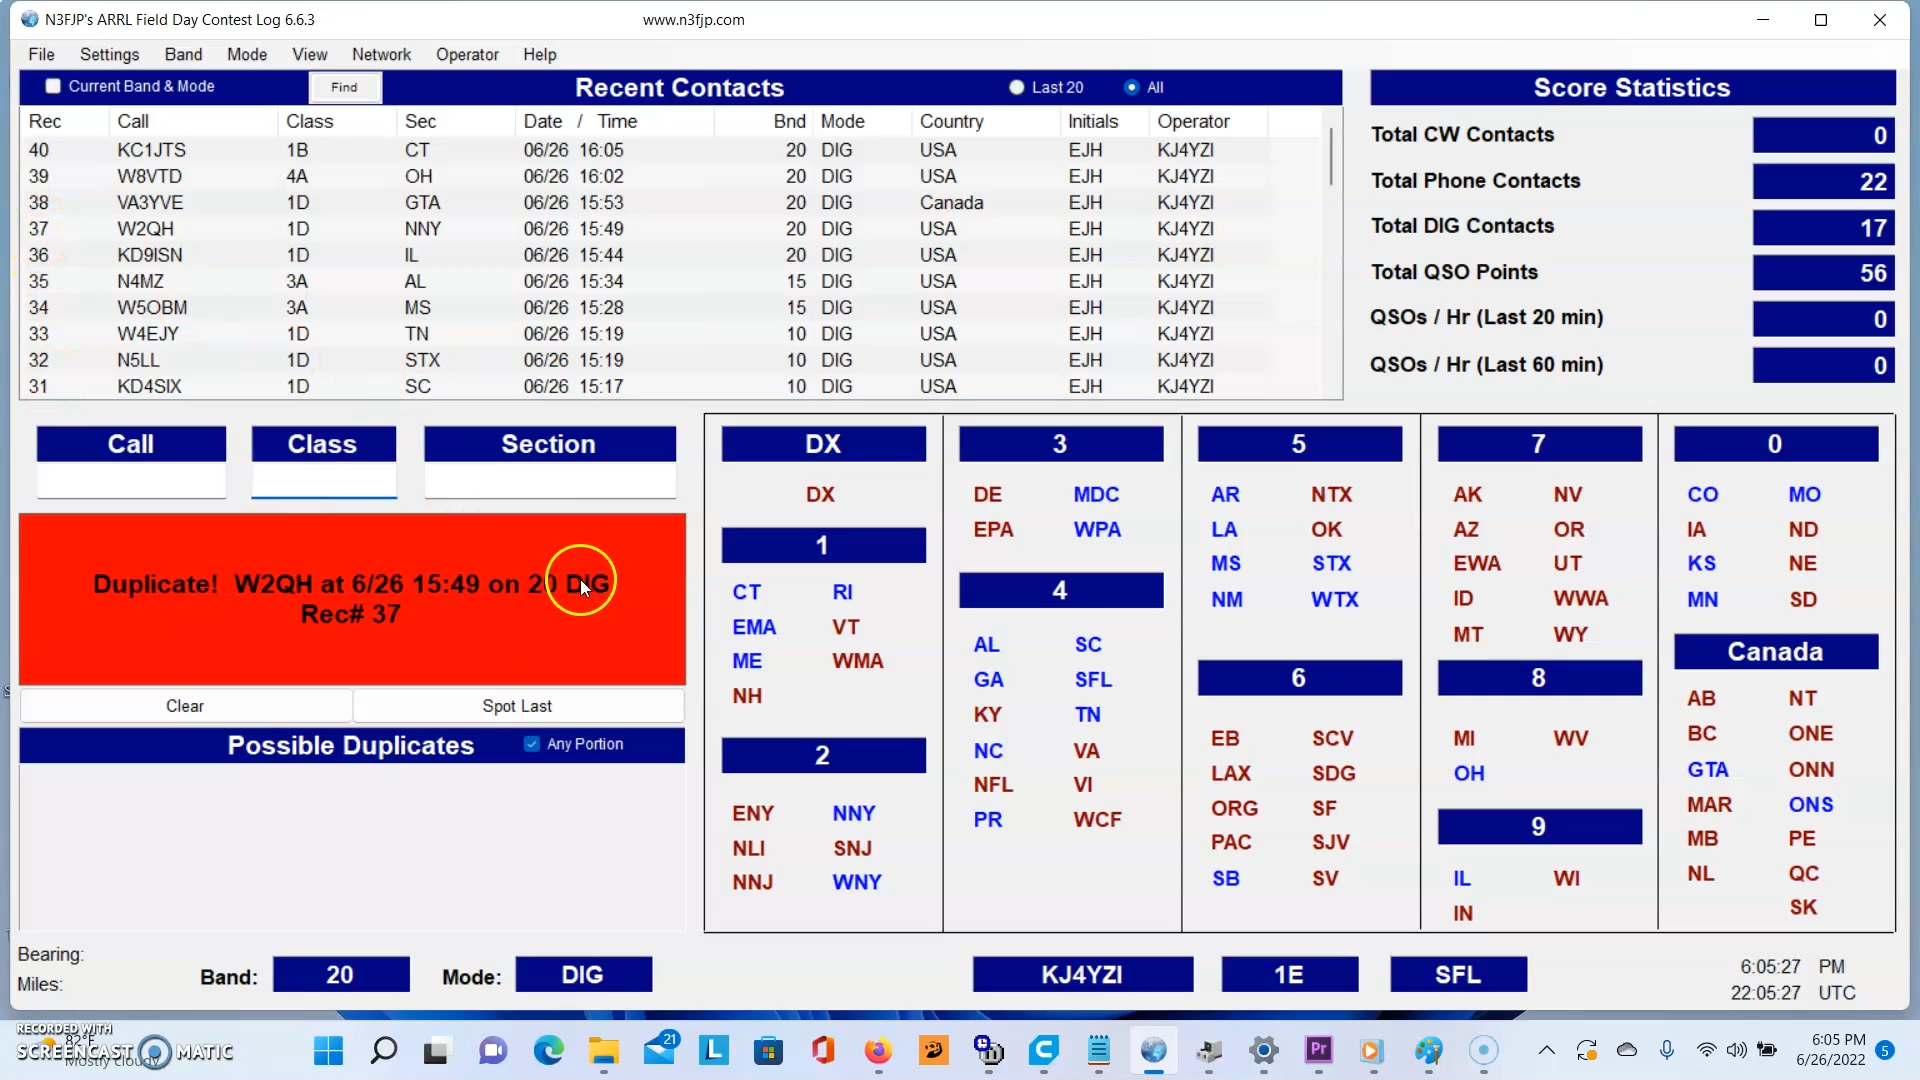 N3FJP's ARRL Field Day Contest Log 6.6.3 www.n3fjp.com
File Settings Band Mode View Network Operator Help
Current Band & Mode Find Recent Contacts Last 20 All
Rec Call Class Sec Date / Time Bnd Mode Country Initials Operator
40 KC1JTS 1B CT 06/26 16:05 20 DIG USA EJH KJ4YZI
39 W8VTD 4A OH 06/26 16:02 20 DIG USA EJH KJ4YZI
38 VA3YVE 1D GTA 06/26 15:53 20 DIG Canada EJH KJ4YZI
37 W2QH 1D NNY 06/26 15:49 20 DIG USA EJH KJ4YZI
36 KD9ISN 1D IL 06/26 15:44 20 DIG USA EJH KJ4YZI
35 N4MZ 3A AL 06/26 15:34 15 DIG USA EJH KJ4YZI
34 W5OBM 3A MS 06/26 15:28 15 DIG USA EJH KJ4YZI
33 W4EJY 1D TN 06/26 15:19 10 DIG USA EJH KJ4YZI
32 N5LL 1D STX 06/26 15:19 10 DIG USA EJH KJ4YZI
31 KD4SIX 1D SC 06/26 15:17 10 DIG USA EJH KJ4YZI
Score Statistics
Total CW Contacts 0
Total Phone Contacts 22
Total DIG Contacts 17
Total QSO Points 56
QSOs / Hr (Last 20 min) 0
QSOs / Hr (Last 60 min) 0
Call Class Section
Duplicate! W2QH at 6/26 15:49 on 20 DIG
Rec# 37
Clear Spot Last
Possible Duplicates Any Portion
DX
DX
1
CT RI
EMA VT
ME WMA
NH
2
ENY NNY
NLI SNJ
NNJ WNY
3
DE MDC
EPA WPA
4
AL SC
GA SFL
KY TN
NC VA
NFL VI
PR WCF
5
AR NTX
LA OK
MS STX
NM WTX
6
EB SCV
LAX SDG
ORG SF
PAC SJV
SB SV
7
AK NV
AZ OR
EWA UT
ID WWA
MT WY
8
MI WV
OH
9
IL WI
IN
0
CO MO
IA ND
KS NE
MN SD
Canada
AB NT
BC ONE
GTA ONN
MAR ONS
MB PE
NL QC
SK
Bearing:
Miles:
Band: 20 Mode: DIG KJ4YZI 1E SFL
6:05:27 PM
22:05:27 UTC
RECORDED WITH
SCREENCAST MATIC
82°F
Mostly cloudy
21
L
Pr
6:05 PM
6/26/2022
5